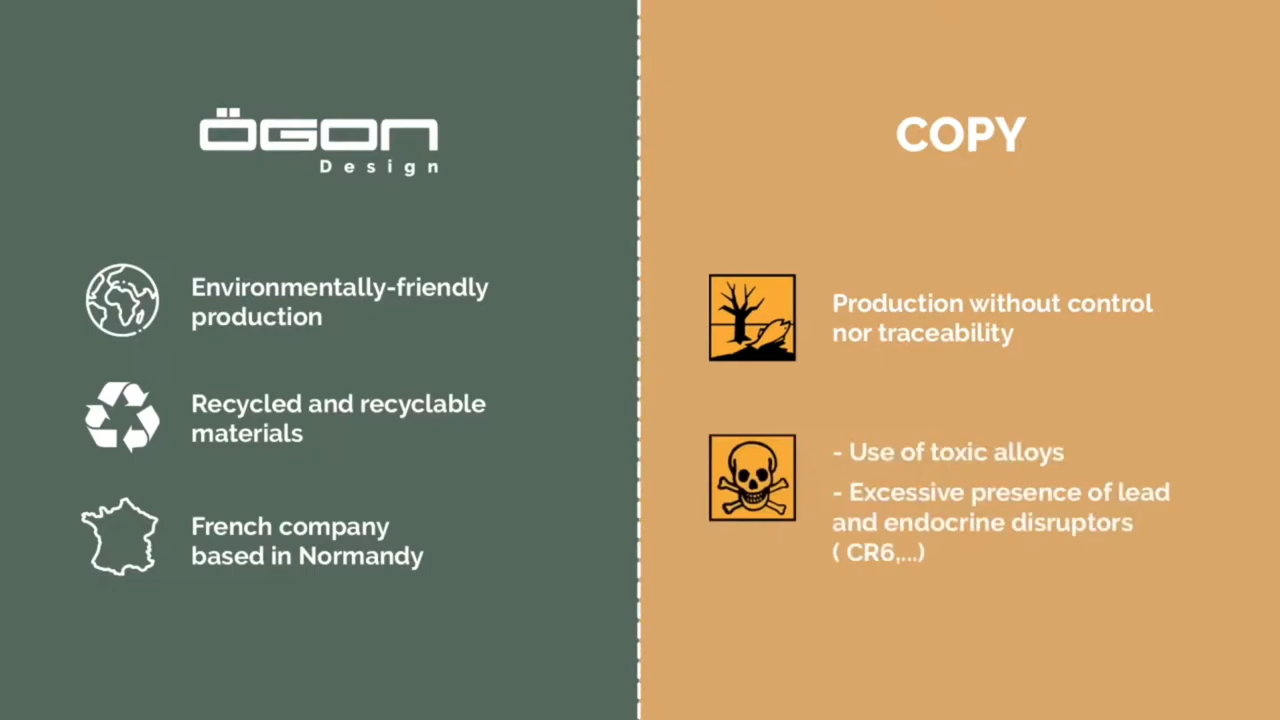 ÖGON
Design
Environmentally-friendly
production
Recycled and recyclable
materials
French company
based in Normandy
COPY
Production without control
nor traceability
- Use of toxic alloys
- Excessive presence of lead
and endocrine disruptors
( CR6,...)